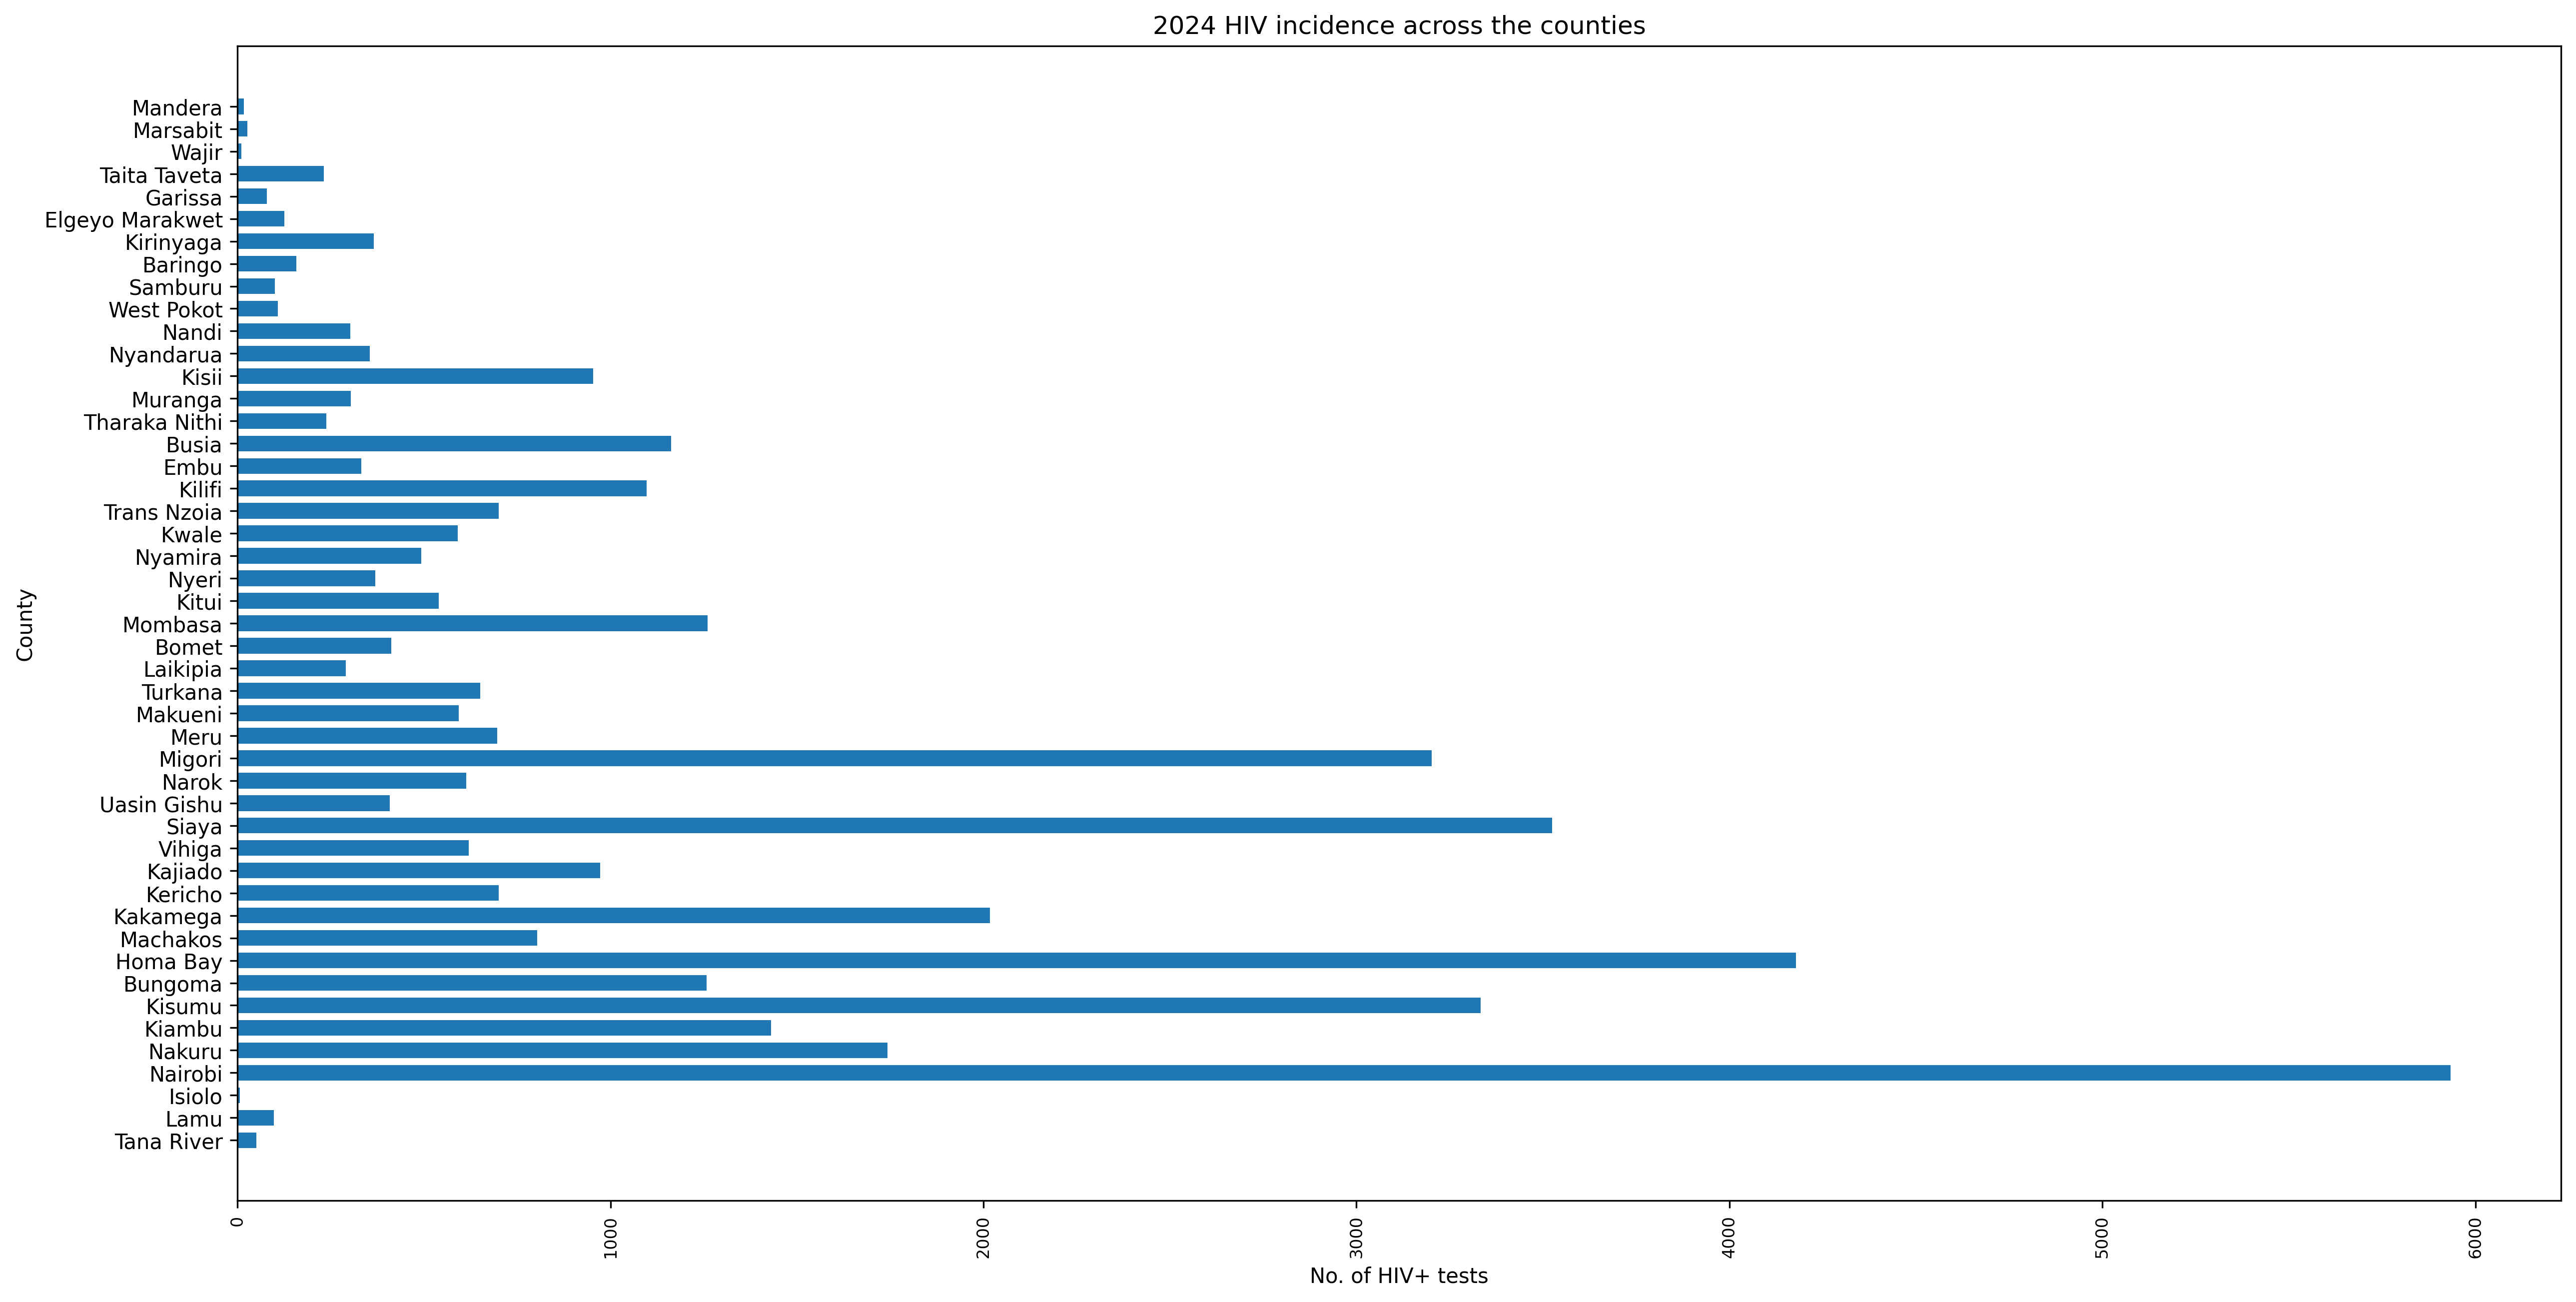 2024 HIV incidence across the counties
County
Mandera
Marsabit
Wajir
Taita Taveta
Garissa
Elgeyo Marakwet
Kirinyaga
Baringo
Samburu
West Pokot
Nandi
Nyandarua
Kisii
Muranga
Tharaka Nithi
Busia
Embu
Kilifi
Trans Nzoia
Kwale
Nyamira
Nyeri
Kitui
Mombasa
Bomet
Laikipia
Turkana
Makueni
Meru
Migori
Narok
Uasin Gishu
Siaya
Vihiga
Kajiado
Kericho
Kakamega
Machakos
Homa Bay
Bungoma
Kisumu
Kiambu
Nakuru
Nairobi
Isiolo
Lamu
Tana River
0 1000 2000 3000 4000 5000 6000
No. of HIV+ tests